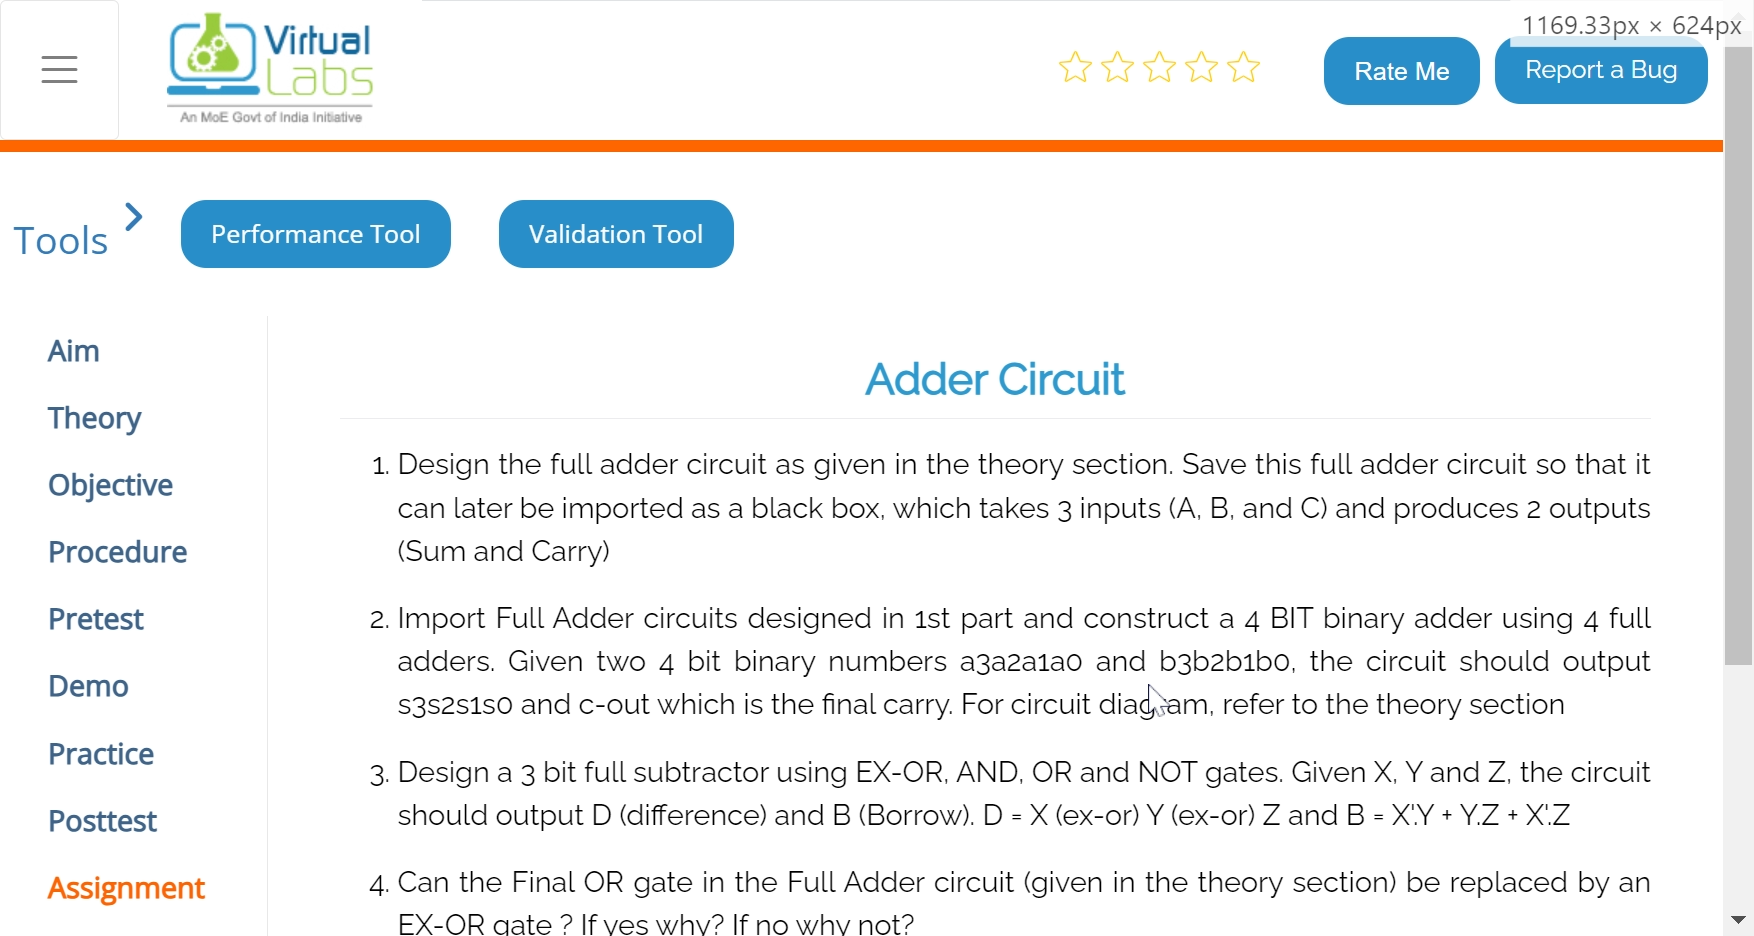 1169.33px × 624px
Virtual
Labs
An MoE Govt of India Initiative
Rate Me
Report a Bug
Tools
Performance Tool
Validation Tool
Aim
Theory
Objective
Procedure
Pretest
Demo
Practice
Posttest
Assignment
Adder Circuit
1. Design the full adder circuit as given in the theory section. Save this full adder circuit so that it
can later be imported as a black box, which takes 3 inputs (A, B, and C) and produces 2 outputs
(Sum and Carry)
2. Import Full Adder circuits designed in 1st part and construct a 4 BIT binary adder using 4 full
adders. Given two 4 bit binary numbers a3a2a1a0 and b3b2b1b0, the circuit should output
s3s2s1s0 and c-out which is the final carry. For circuit diagram, refer to the theory section
3. Design a 3 bit full subtractor using EX-OR, AND, OR and NOT gates. Given X, Y and Z, the circuit
should output D (difference) and B (Borrow). D = X (ex-or) Y (ex-or) Z and B = X'.Y + Y.Z + X'.Z
4. Can the Final OR gate in the Full Adder circuit (given in the theory section) be replaced by an
EX-OR gate ? If yes why? If no why not?